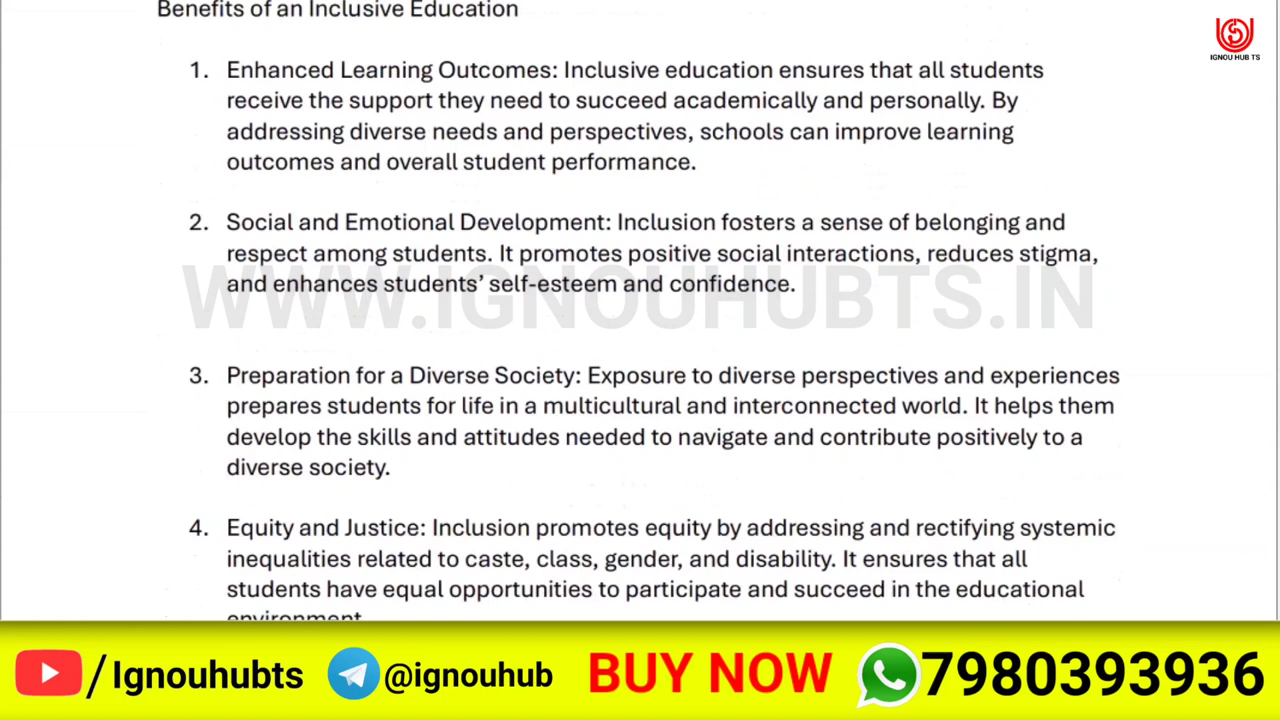 Benefits of an Inclusive Education
IGNOU HUB TS
1. Enhanced Learning Outcomes: Inclusive education ensures that all students
receive the support they need to succeed academically and personally. By
addressing diverse needs and perspectives, schools can improve learning
outcomes and overall student performance.
2. Social and Emotional Development: Inclusion fosters a sense of belonging and
respect among students. It promotes positive social interactions, reduces stigma,
and enhances students’ self-esteem and confidence.
WWW.IGNOUHUBTS.IN
3. Preparation for a Diverse Society: Exposure to diverse perspectives and experiences
prepares students for life in a multicultural and interconnected world. It helps them
develop the skills and attitudes needed to navigate and contribute positively to a
diverse society.
4. Equity and Justice: Inclusion promotes equity by addressing and rectifying systemic
inequalities related to caste, class, gender, and disability. It ensures that all
students have equal opportunities to participate and succeed in the educational
environment
/Ignouhubts @ignouhub BUY NOW 7980393936